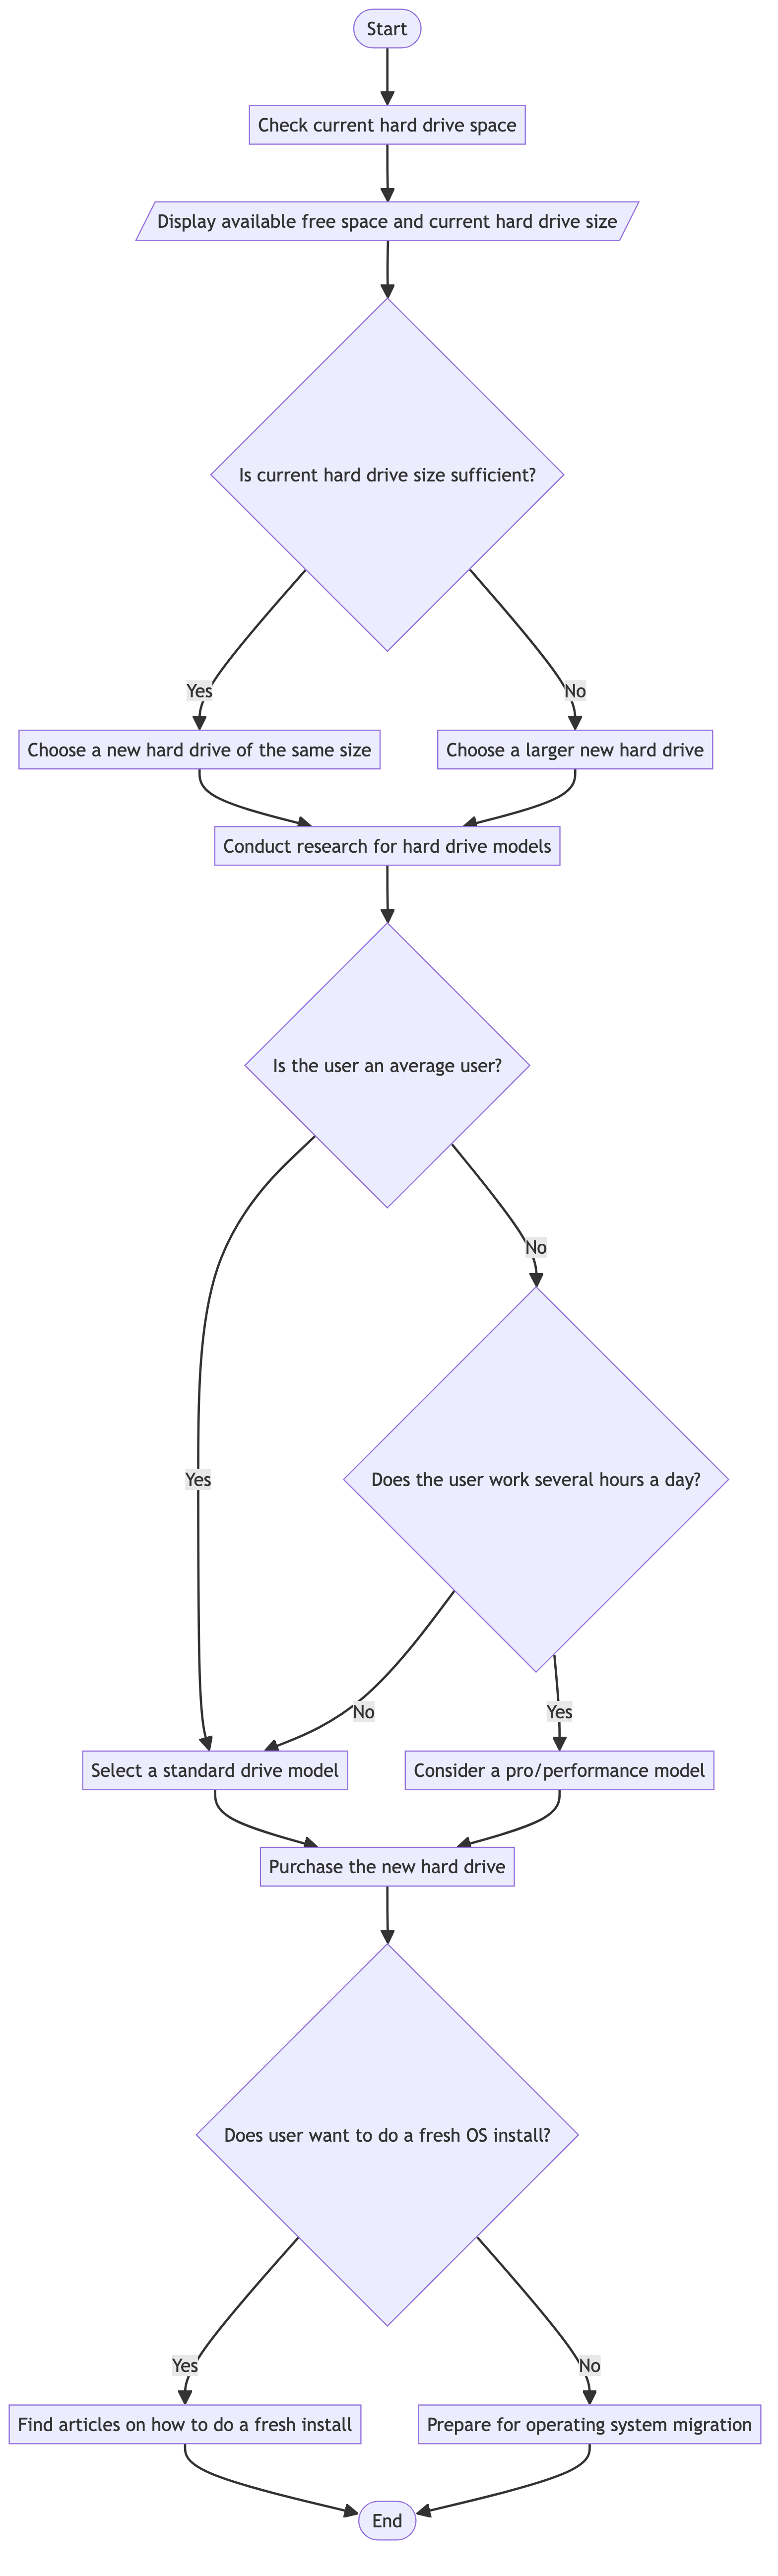 Start
Check current hard drive space
Display available free space and current hard drive size
Is current hard drive size sufficient?
Yes
No
Choose a new hard drive of the same size
Choose a larger new hard drive
Conduct research for hard drive models
Is the user an average user?
No
Does the user work several hours a day?
Yes
No
Yes
Select a standard drive model
Consider a pro/performance model
Purchase the new hard drive
Does user want to do a fresh OS install?
Yes
No
Find articles on how to do a fresh install
Prepare for operating system migration
End